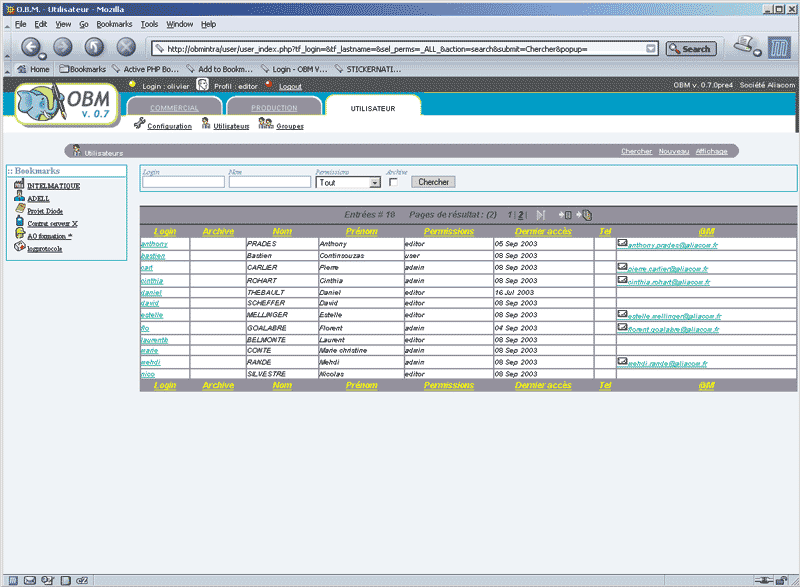 O.B.M. - Utilisateur - Mozilla
File Edit View Go Bookmarks Tools Window Help
http://obmintra/user/user_index.php?tf_login=&tf_lastname=&sel_perms=_ALL_&action=search&submit=Chercher&popup=
Search
Home Bookmarks Active PHP Bo... Add to Bookm... Login - OBM V... STICKERNATI...
Login : olivier Profil : editor Logout OBM v. 0.7.0pre4 Société Aliacom
OBM
v. 0.7
COMMERCIAL PRODUCTION UTILISATEUR
Configuration Utilisateurs Groupes
Utilisateurs Chercher Nouveau Affichage
:: Bookmarks
INTELMATIQUE
ADELL
Projet Diode
Contrat serveur X
AO formation *
logprotocole
Login Nom Permissions Archive
Tout Chercher
Entrées # 18 Pages de résultat : (2) 1 | 2
Login Archive Nom Prénom Permissions Dernier accès Tel @M
anthony PRADES Anthony editor 05 Sep 2003 anthony.prades@aliacom.fr
bastien Bastien Continsouzas user 08 Sep 2003
carl CARLIER Pierre admin 08 Sep 2003 pierre.carlier@aliacom.fr
cinthia ROHART Cinthia admin 08 Sep 2003 cinthia.rohart@aliacom.fr
daniel THEBAULT Daniel editor 16 Jul 2003
david SCHEFFER David admin 08 Sep 2003
estelle MELLINGER Estelle editor 08 Sep 2003 estelle.mellinger@aliacom.fr
flo GOALABRE Florent admin 04 Sep 2003 florent.goalabre@aliacom.fr
laurentb BELMONTE Laurent editor 08 Sep 2003
marie CONTE Marie christine admin 08 Sep 2003
mehdi RANDE Mehdi admin 08 Sep 2003 mehdi.rande@aliacom.fr
nico SILVESTRE Nicolas editor 08 Sep 2003
Login Archive Nom Prénom Permissions Dernier accès Tel @M